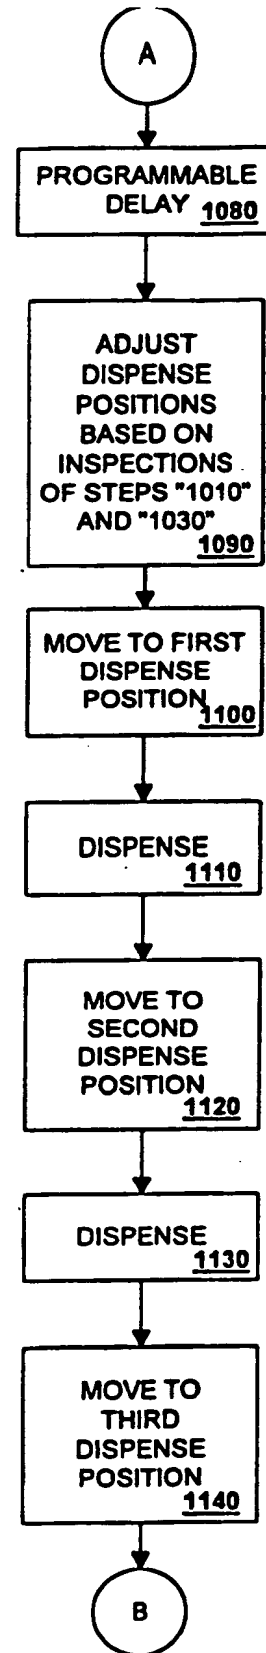 A
PROGRAMMABLE
DELAY 1080
ADJUST
DISPENSE
POSITIONS
BASED ON
INSPECTIONS
OF STEPS "1010"
AND "1030"
1090
MOVE TO FIRST
DISPENSE
POSITION
1100
DISPENSE
1110
MOVE TO
SECOND
DISPENSE
POSITION
1120
DISPENSE
1130
MOVE TO
THIRD
DISPENSE
POSITION
1140
B